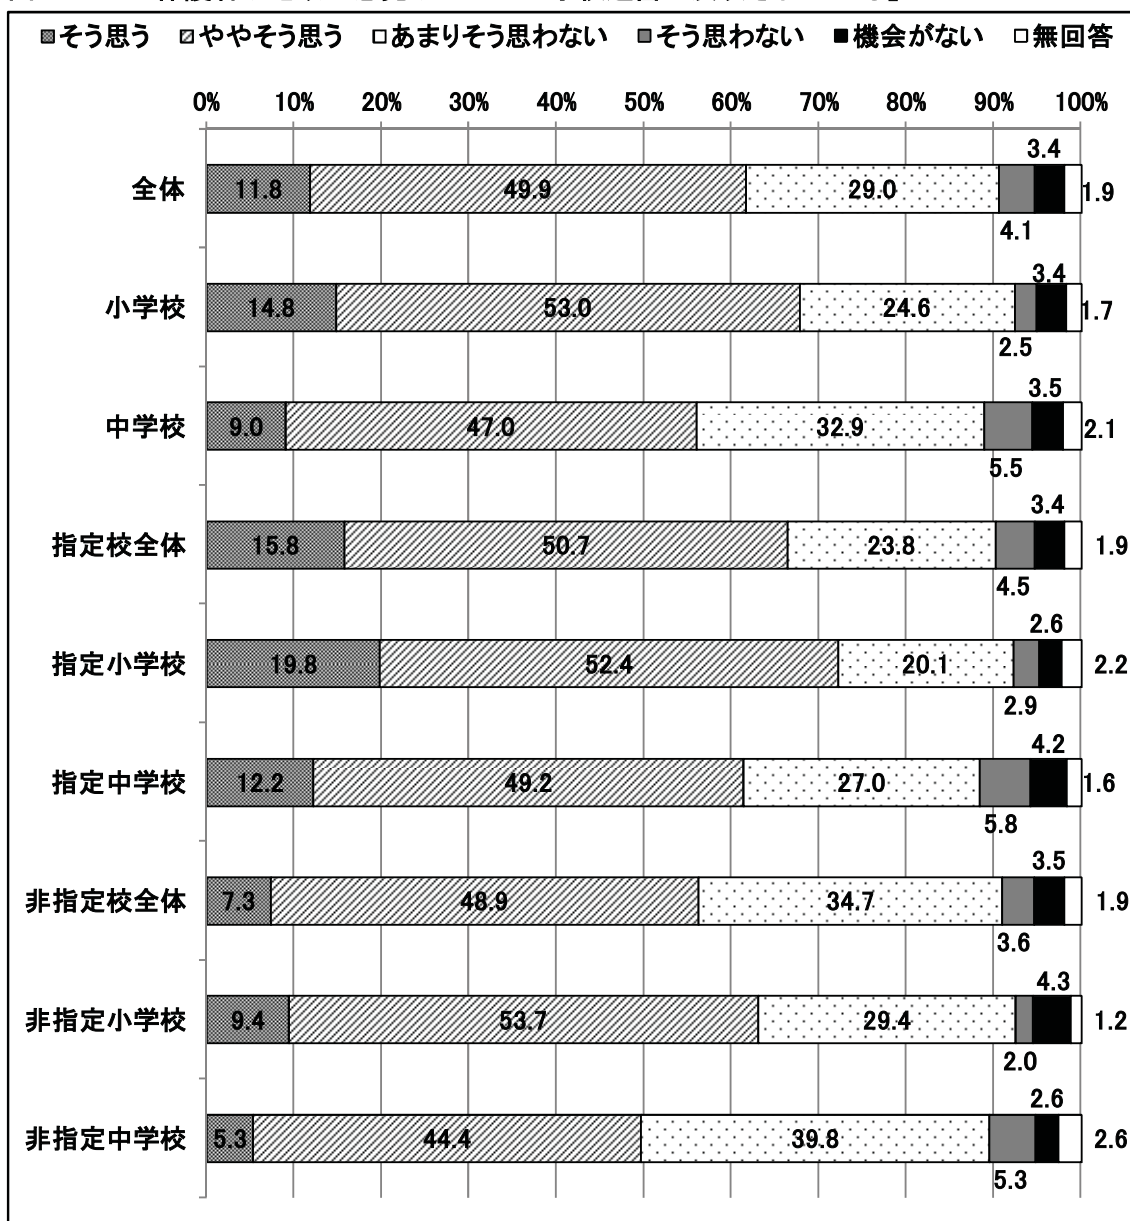 そう思う ややそう思う あまりそう思わない そう思わない 機会がない 無回答
0% 10% 20% 30% 40% 50% 60% 70% 80% 90% 100%
3.4
全体 11.8 49.9 29.0 1.9
4.1
3.4
小学校 14.8 53.0 24.6 1.7
2.5
3.5
中学校 9.0 47.0 32.9 2.1
5.5
3.4
指定校全体 15.8 50.7 23.8 1.9
4.5
2.6
指定小学校 19.8 52.4 20.1 2.2
2.9
4.2
指定中学校 12.2 49.2 27.0 1.6
5.8
3.5
非指定校全体 7.3 48.9 34.7 1.9
3.6
4.3
非指定小学校 9.4 53.7 29.4 1.2
2.0
2.6
非指定中学校 5.3 44.4 39.8 2.6
5.3